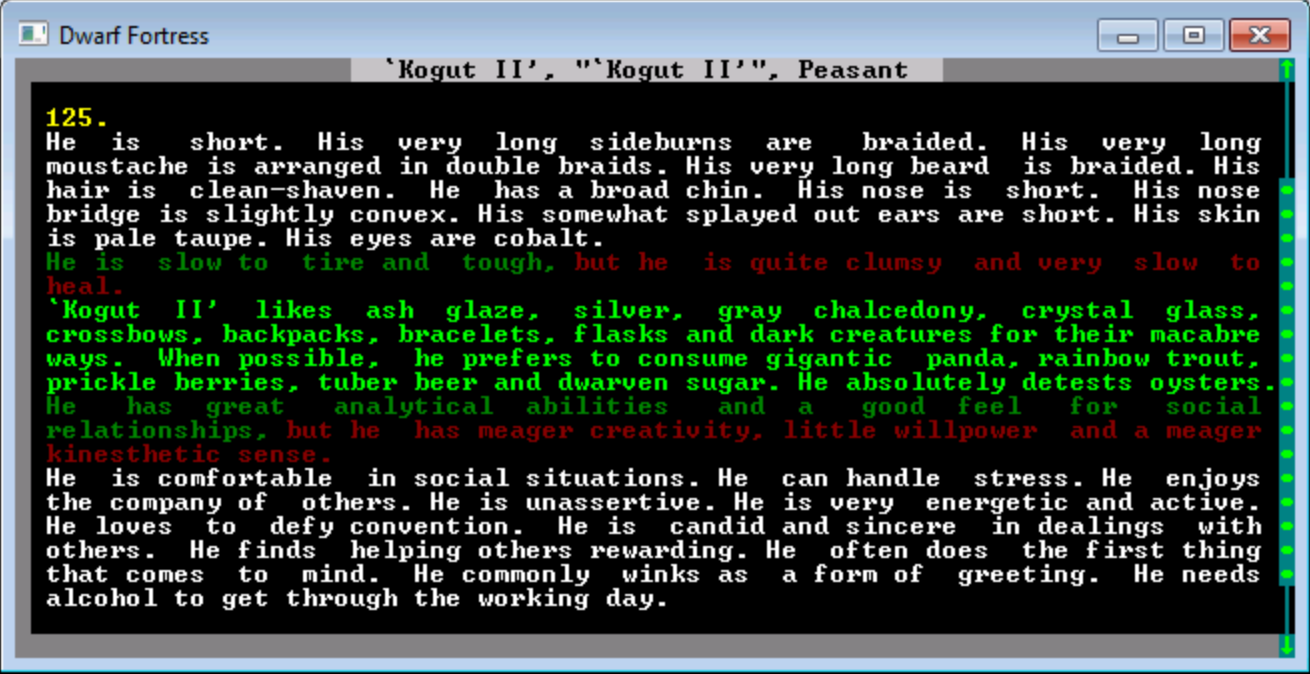 Dwarf Fortress
`Kogut II', "`Kogut II'", Peasant
125.
He is short. His very long sideburns are braided. His very long
moustache is arranged in double braids. His very long beard is braided. His
hair is clean-shaven. He has a broad chin. His nose is short. His nose
bridge is slightly convex. His somewhat splayed out ears are short. His skin
is pale taupe. His eyes are cobalt.
He is slow to tire and tough, but he is quite clumsy and very slow to
heal.
`Kogut II' likes ash glaze, silver, gray chalcedony, crystal glass,
crossbows, backpacks, bracelets, flasks and dark creatures for their macabre
ways. When possible, he prefers to consume gigantic panda, rainbow trout,
prickle berries, tuber beer and dwarven sugar. He absolutely detests oysters.
He has great analytical abilities and a good feel for social
relationships, but he has meager creativity, little willpower and a meager
kinesthetic sense.
He is comfortable in social situations. He can handle stress. He enjoys
the company of others. He is unassertive. He is very energetic and active.
He loves to defy convention. He is candid and sincere in dealings with
others. He finds helping others rewarding. He often does the first thing
that comes to mind. He commonly winks as a form of greeting. He needs
alcohol to get through the working day.